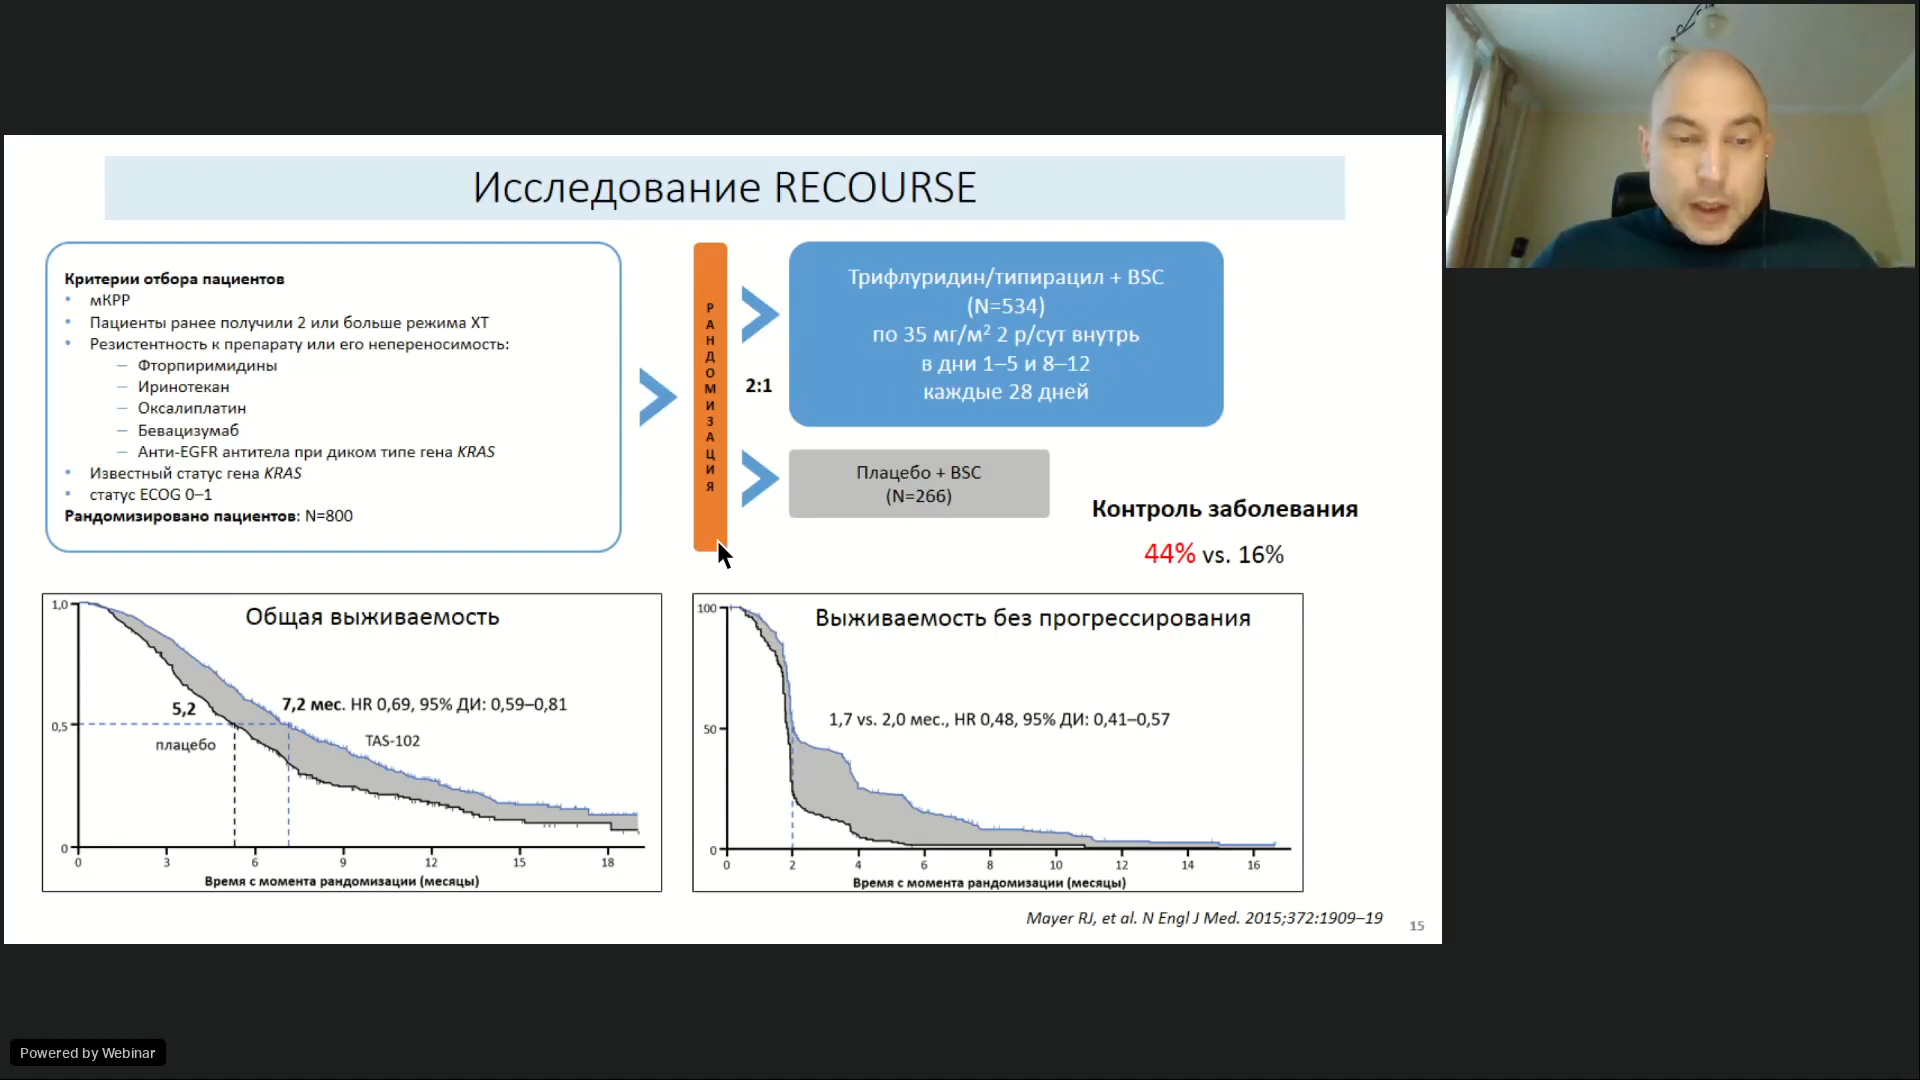 Исследование RECOURSE
Критерии отбора пациентов
• мКРР
• Пациенты ранее получили 2 или больше режима ХТ
• Резистентность к препарату или его непереносимость:
– Фторпиримидины
– Иринотекан
– Оксалиплатин
– Бевацизумаб
– Анти-EGFR антитела при диком типе гена KRAS
• Известный статус гена KRAS
• статус ECOG 0–1
Рандомизировано пациентов: N=800
РАНДОМИЗАЦИЯ
2:1
Трифлуридин/типирацил + BSC
(N=534)
по 35 мг/м² 2 р/сут внутрь
в дни 1–5 и 8–12
каждые 28 дней
Плацебо + BSC
(N=266)
Контроль заболевания
44% vs. 16%
Общая выживаемость
1,0
0,5
0
5,2
7,2 мес. HR 0,69, 95% ДИ: 0,59–0,81
плацебо
TAS-102
0 3 6 9 12 15 18
Время с момента рандомизации (месяцы)
Выживаемость без прогрессирования
100
50
0
1,7 vs. 2,0 мес., HR 0,48, 95% ДИ: 0,41–0,57
0 2 4 6 8 10 12 14 16
Время с момента рандомизации (месяцы)
Mayer RJ, et al. N Engl J Med. 2015;372:1909–19
15
Powered by Webinar